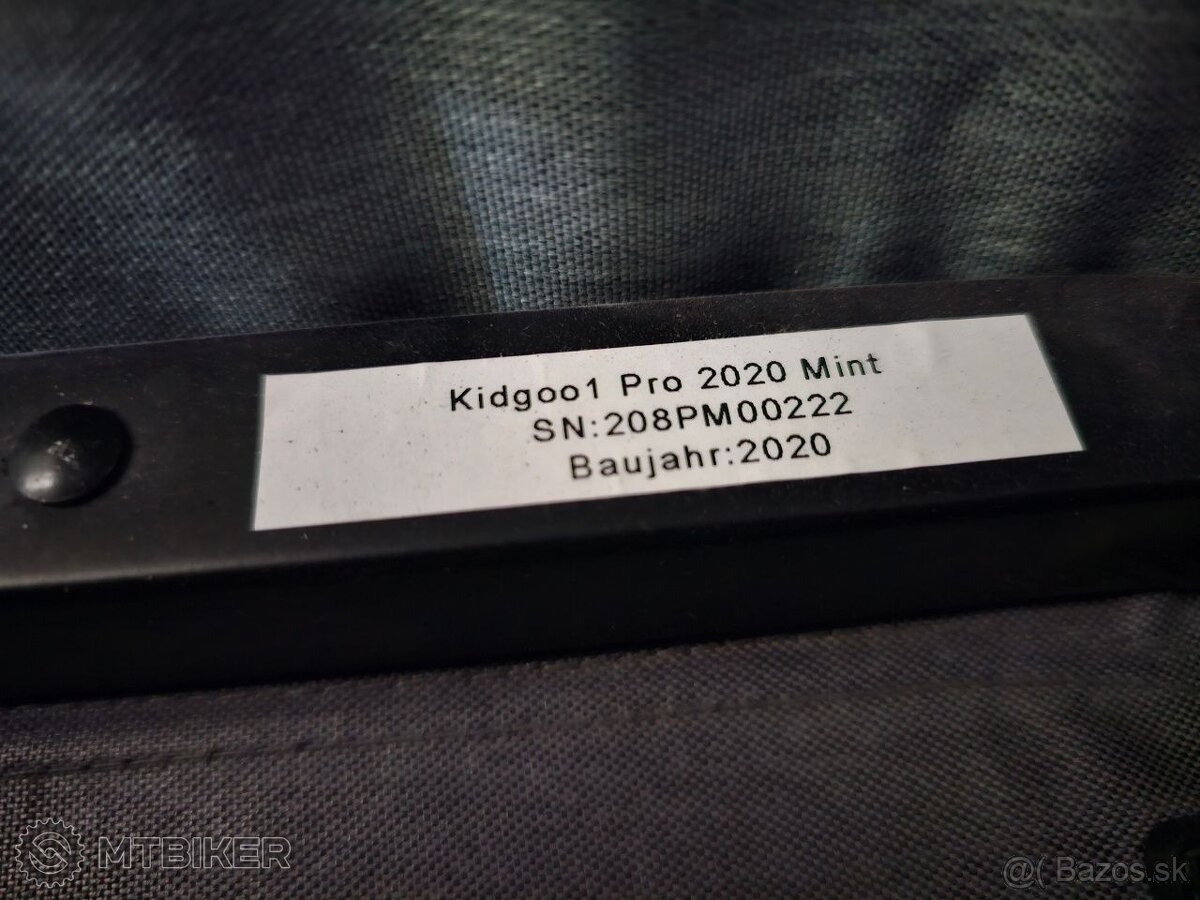 Kidgoo1 Pro 2020 Mint
SN:208PM00222
Baujahr:2020
MTBIKER
@( Bazos.sk